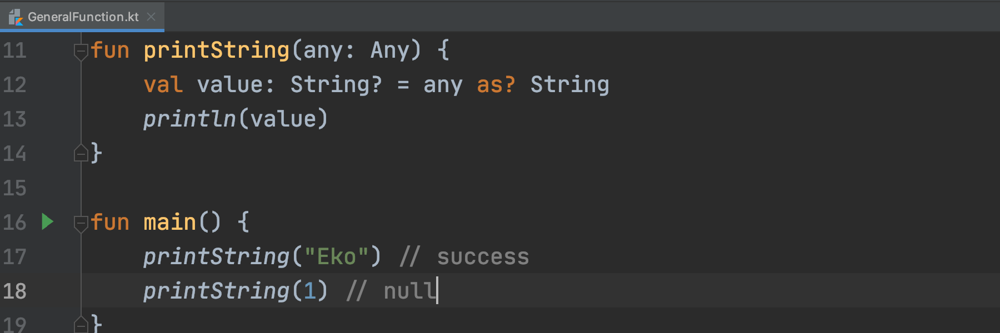 GeneralFunction.kt
11 fun printString(any: Any) {
12     val value: String? = any as? String
13     println(value)
14 }
15
16 fun main() {
17     printString("Eko") // success
18     printString(1) // null
19 }